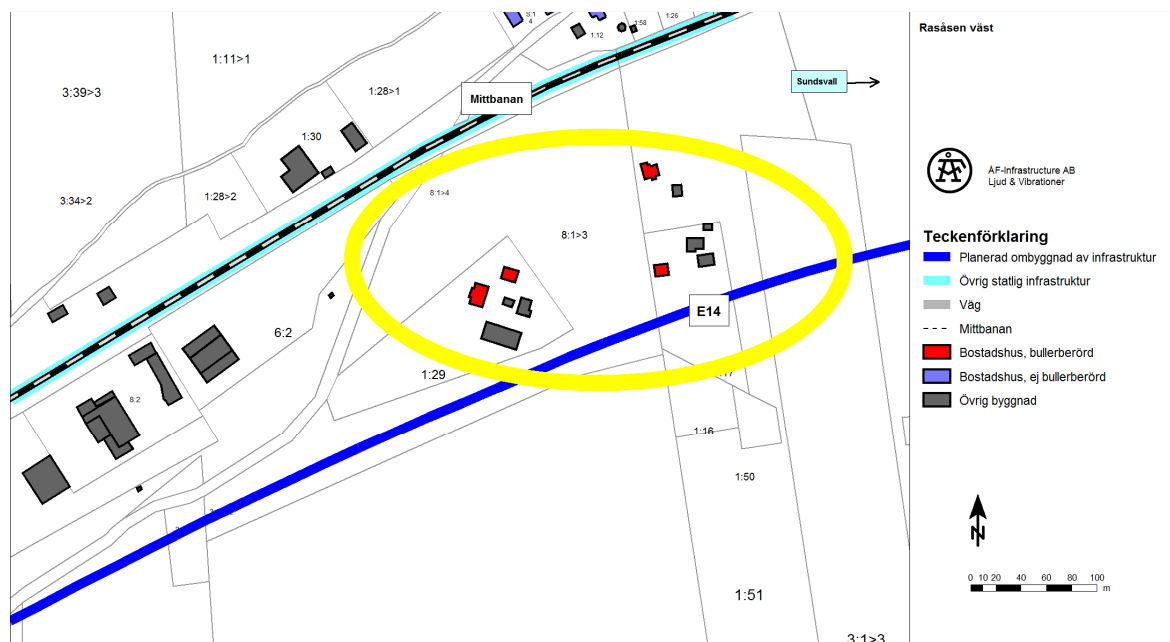 Rasåsen väst
S:1
4
1:58
1:26
1:12
1:11>1
Sundsvall
3:39>3
1:28>1
Mittbanan
1:30
ÅF-Infrastructure AB
Ljud & Vibrationer
3:34>2
1:28>2
8:1>4
8:1>3
Teckenförklaring
Planerad ombyggnad av infrastruktur
Övrig statlig infrastruktur
Väg
Mittbanan
Bostadshus, bullerberörd
Bostadshus, ej bullerberörd
Övrig byggnad
E14
6:2
1:29
8:2
1:16
1:50
N
0 10 20 40 60 80 100
m
1:51
3:1>3